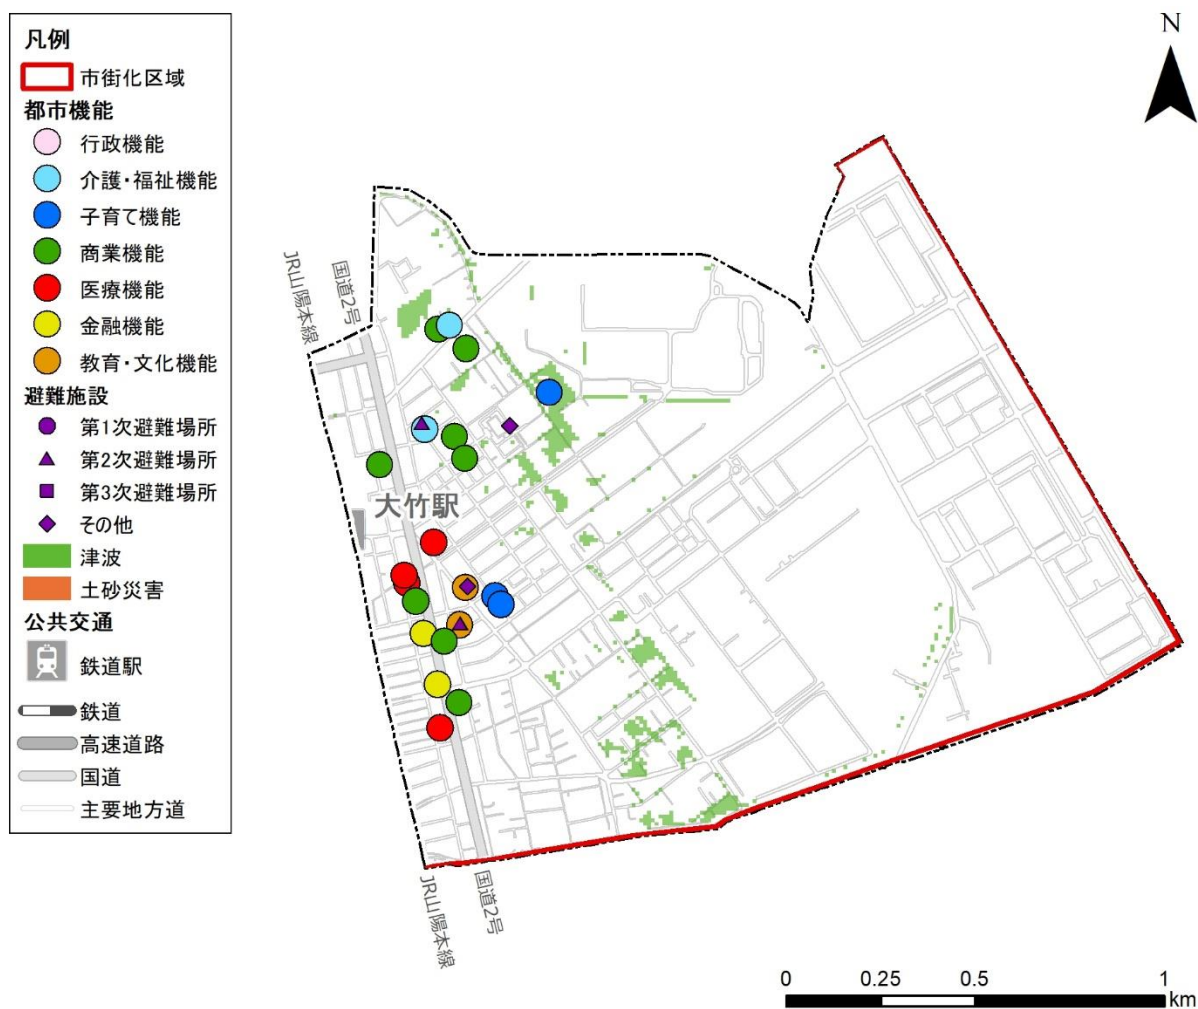 凡例
市街化区域
都市機能
行政機能
介護・福祉機能
子育て機能
商業機能
医療機能
金融機能
教育・文化機能
避難施設
第1次避難場所
第2次避難場所
第3次避難場所
その他
津波
土砂災害
公共交通
鉄道駅
鉄道
高速道路
国道
主要地方道
N
JR山陽本線
国道2号
大竹駅
JR山陽本線
国道2号
0 0.25 0.5 1
km